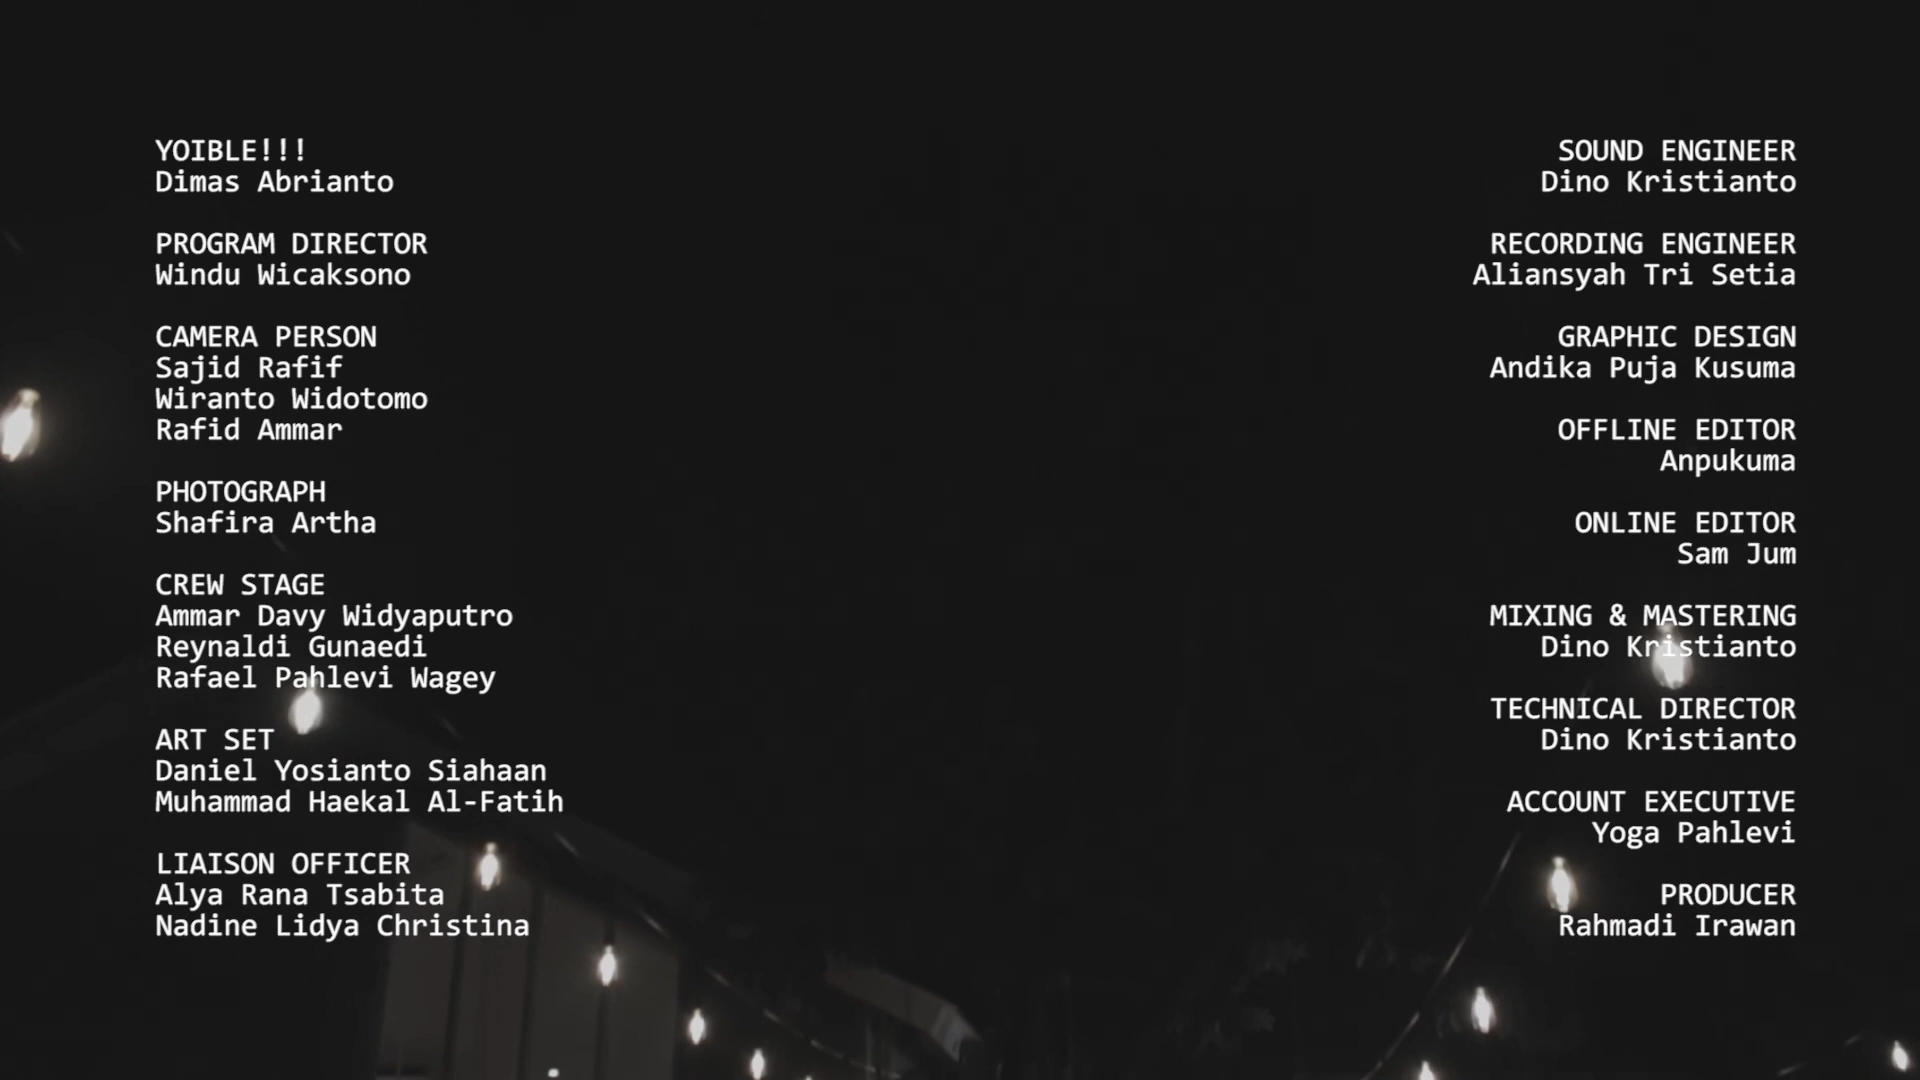 YOIBLE!!!
Dimas Abrianto
PROGRAM DIRECTOR
Windu Wicaksono
CAMERA PERSON
Sajid Rafif
Wiranto Widotomo
Rafid Ammar
PHOTOGRAPH
Shafira Artha
CREW STAGE
Ammar Davy Widyaputro
Reynaldi Gunaedi
Rafael Pahlevi Wagey
ART SET
Daniel Yosianto Siahaan
Muhammad Haekal Al-Fatih
LIAISON OFFICER
Alya Rana Tsabita
Nadine Lidya Christina
SOUND ENGINEER
Dino Kristianto
RECORDING ENGINEER
Aliansyah Tri Setia
GRAPHIC DESIGN
Andika Puja Kusuma
OFFLINE EDITOR
Anpukuma
ONLINE EDITOR
Sam Jum
MIXING & MASTERING
Dino Kristianto
TECHNICAL DIRECTOR
Dino Kristianto
ACCOUNT EXECUTIVE
Yoga Pahlevi
PRODUCER
Rahmadi Irawan